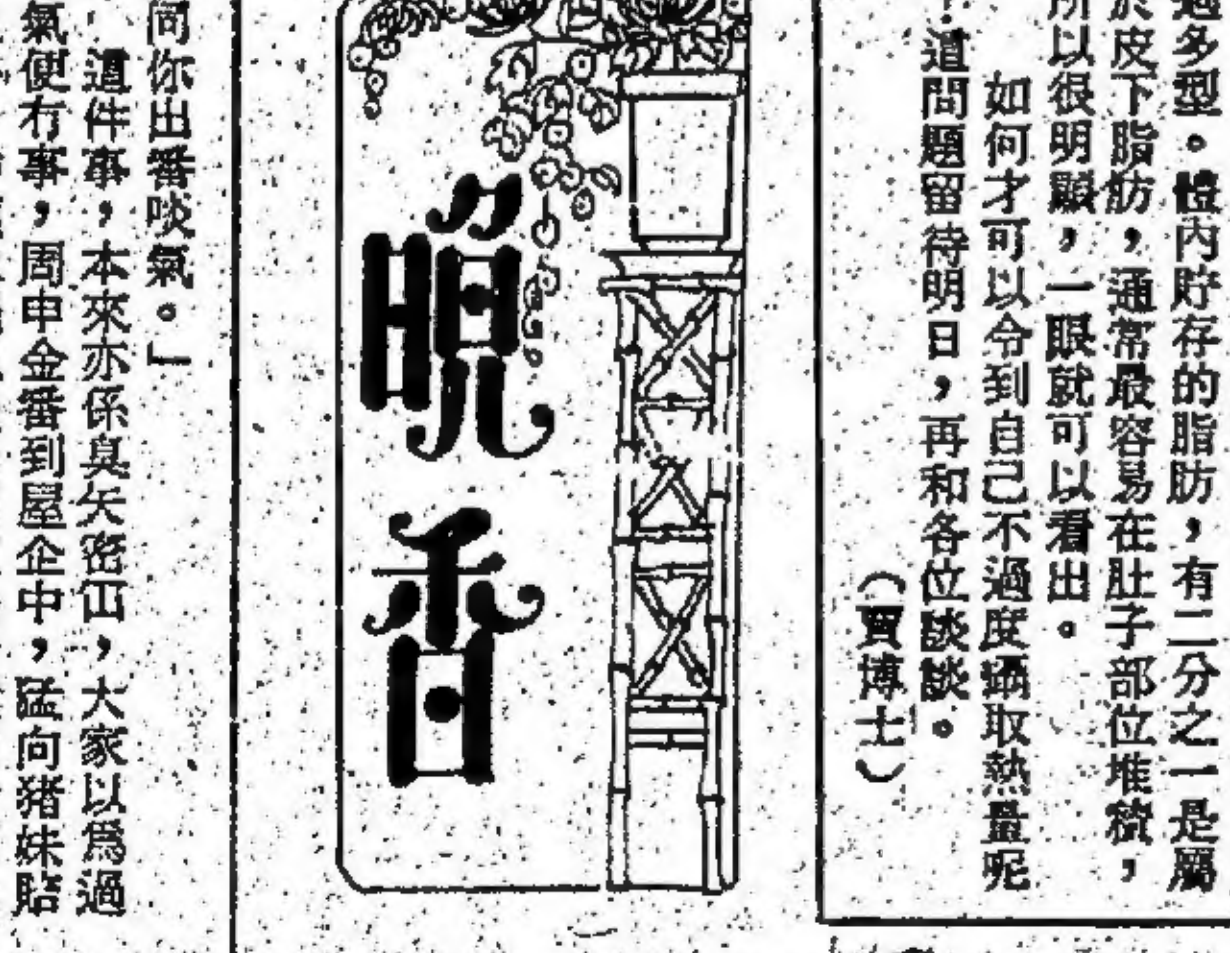 過多型。體內貯存的脂肪，有二分之一是屬
於皮下脂肪，通常最容易在肚子部位堆積，
所以很明顯，一眼就可以看出。
如何才可以令到自己不過度攝取熱量呢
？這問題留待明日，再和各位談談。
（賈博士）
晚香
同你出番啖氣。」
這件事，本來亦係臭矢密冚，大家以為過
氣便冇事，周申金番到屋企中，猛向猪妹賠